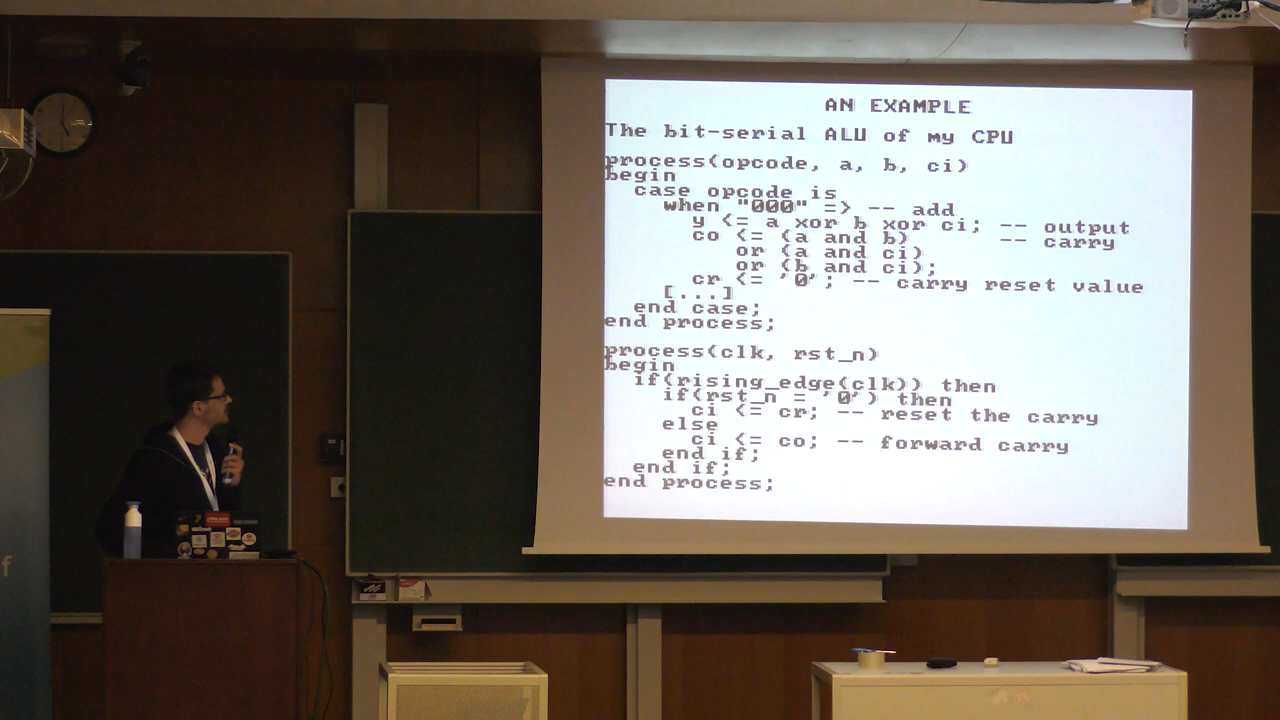 AN EXAMPLE
The bit-serial ALU of my CPU
process(opcode, a, b, ci)
begin
  case opcode is
    when "000" => -- add
      y <= a xor b xor ci; -- output
      co <= (a and b)      -- carry
         or (a and ci)
         or (b and ci);
      cr <= '0'; -- carry reset value
    [...]
  end case;
end process;
process(clk, rst_n)
begin
  if(rising_edge(clk)) then
    if(rst_n = '0') then
      ci <= cr; -- reset the carry
    else
      ci <= co; -- forward carry
    end if;
  end if;
end process;
f